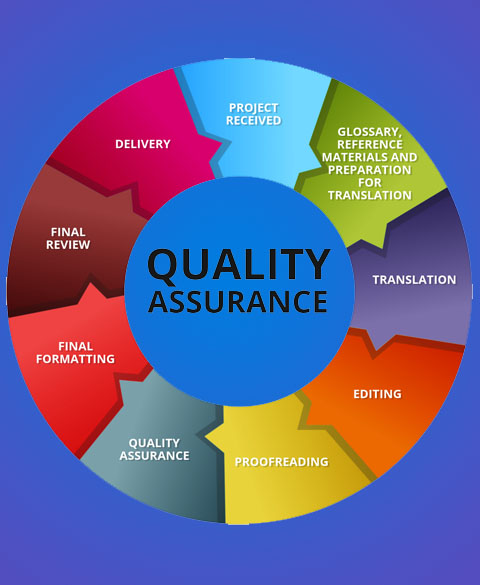 PROJECT
RECEIVED
GLOSSARY,
REFERENCE
MATERIALS AND
PREPARATION
FOR
TRANSLATION
TRANSLATION
EDITING
PROOFREADING
QUALITY
ASSURANCE
FINAL
FORMATTING
FINAL
REVIEW
DELIVERY
QUALITY
ASSURANCE